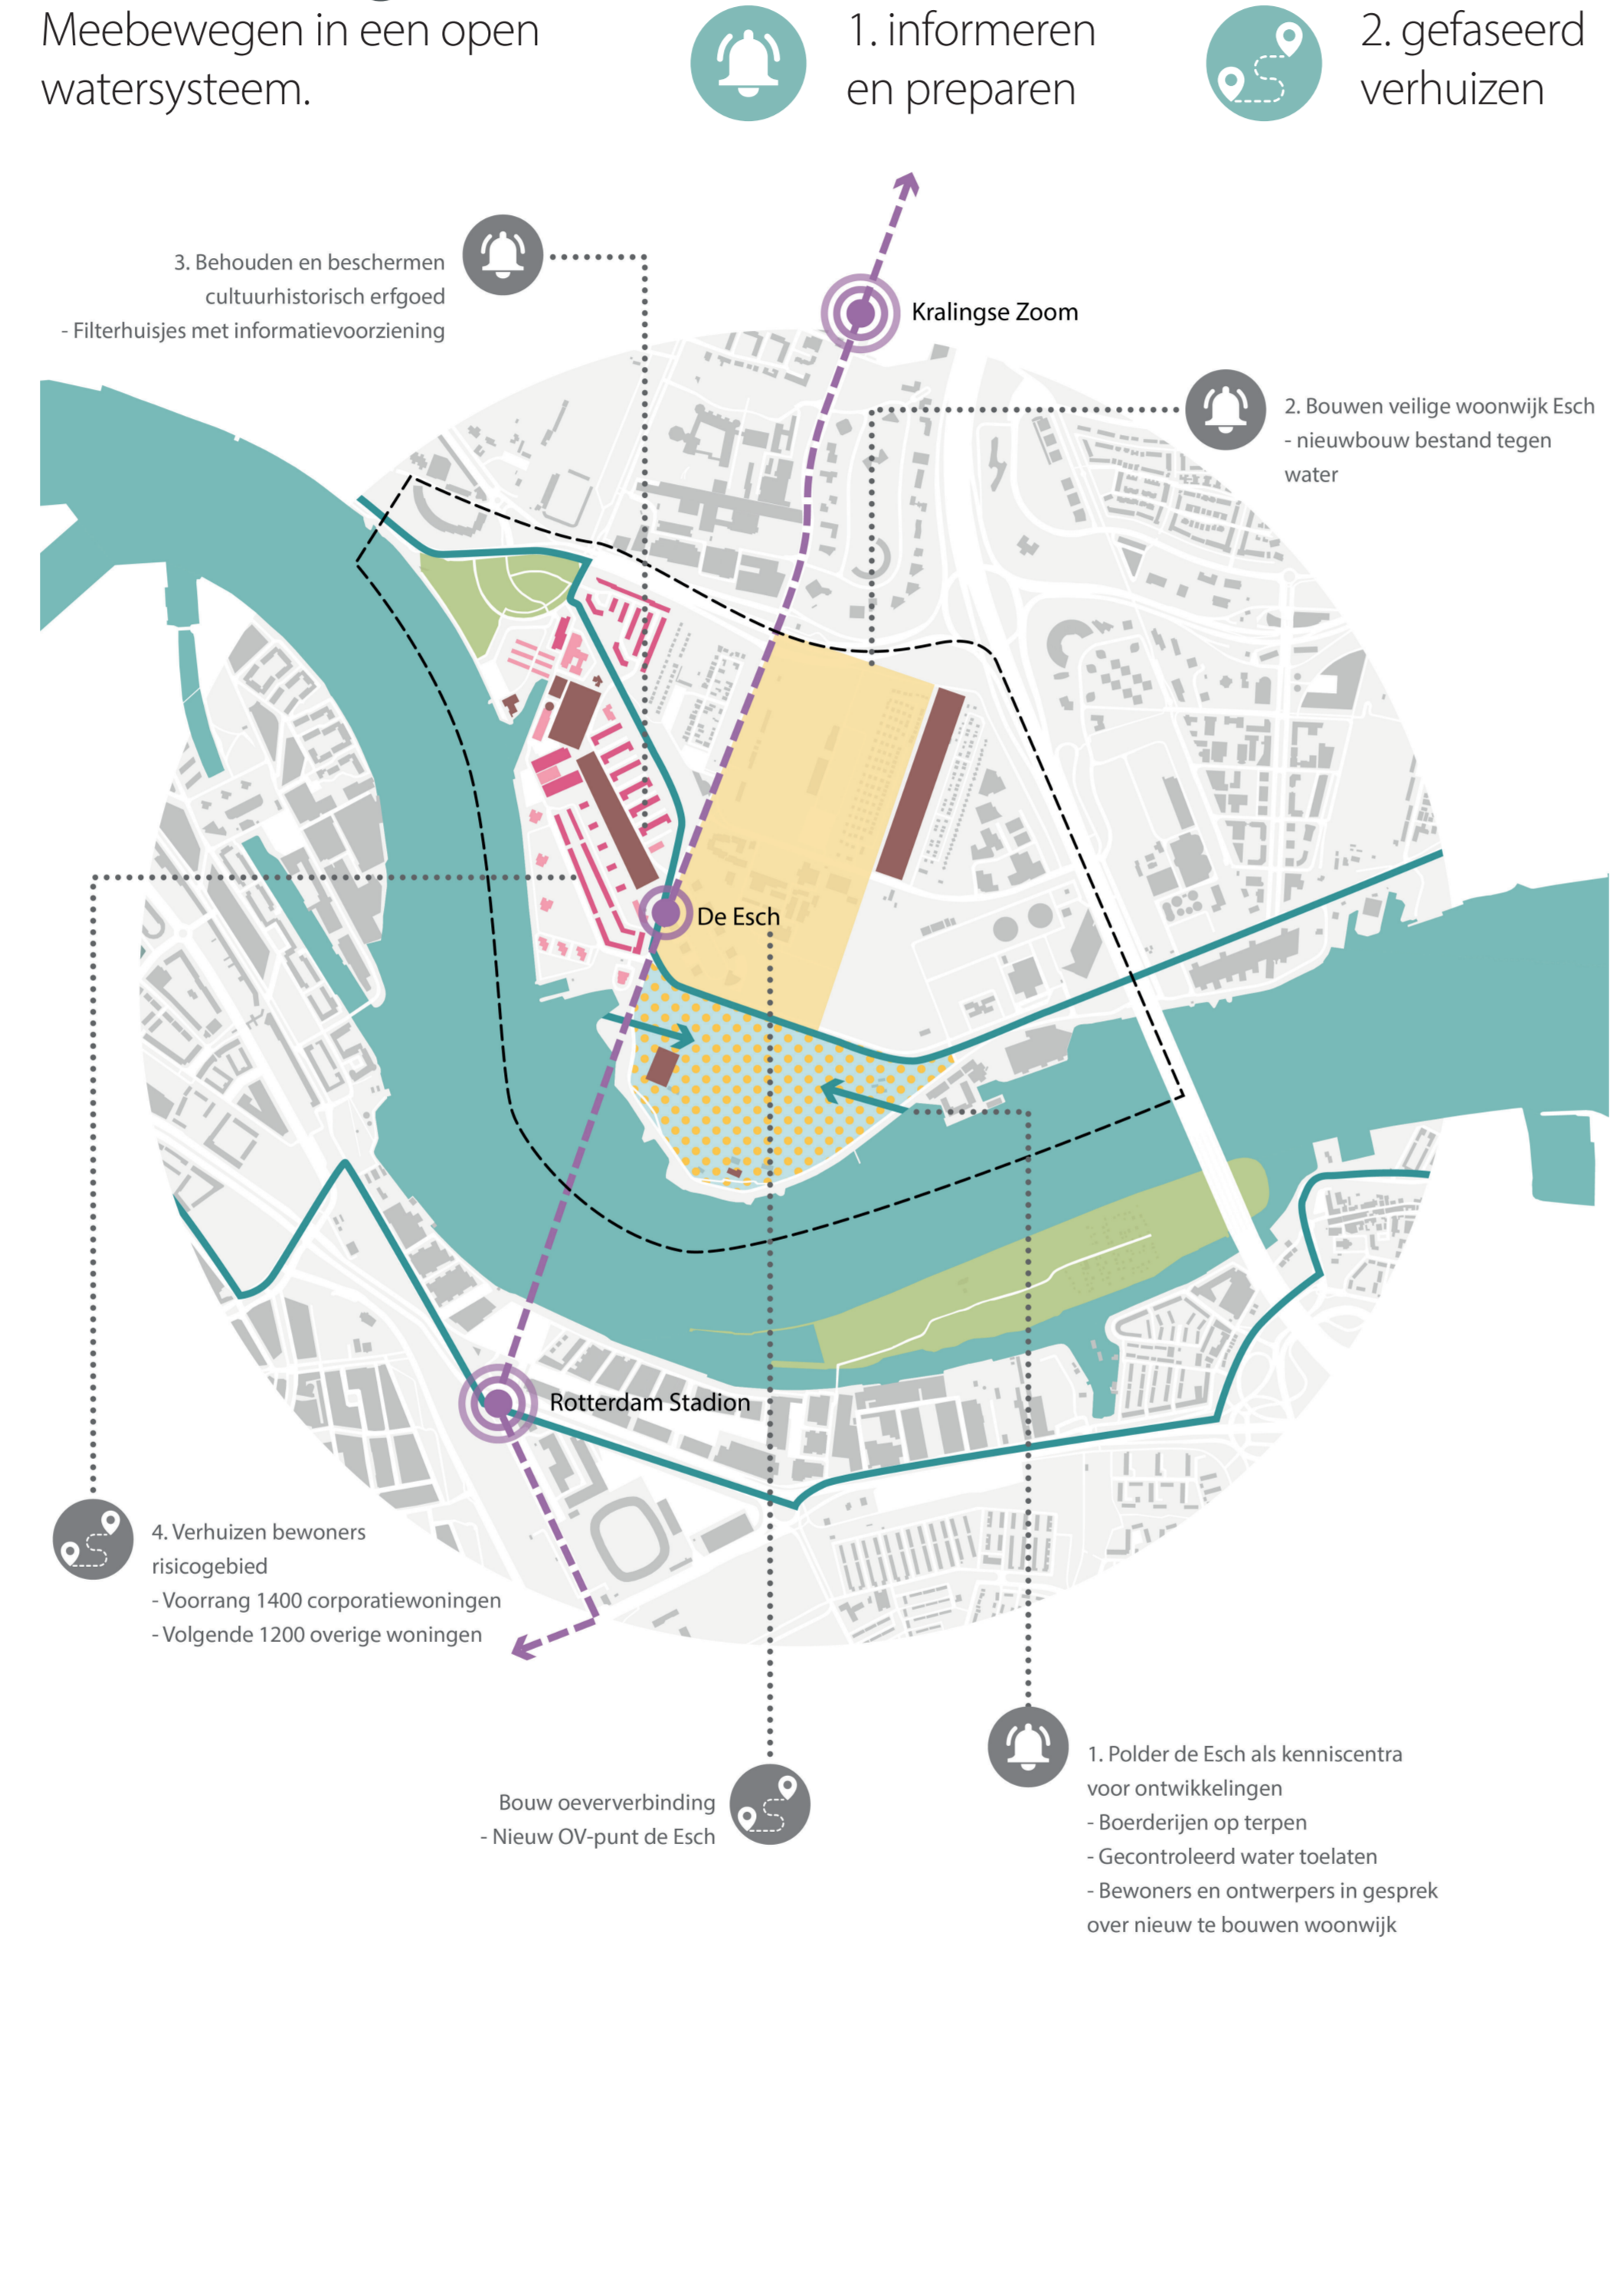 Meebewegen in een open
watersysteem.
1. informeren
en preparen
2. gefaseerd
verhuizen
3. Behouden en beschermen
cultuurhistorisch erfgoed
- Filterhuisjes met informatievoorziening
Kralingse Zoom
2. Bouwen veilige woonwijk Esch
- nieuwbouw bestand tegen
water
De Esch
Rotterdam Stadion
4. Verhuizen bewoners
risicogebied
- Voorrang 1400 corporatiewoningen
- Volgende 1200 overige woningen
Bouw oeververbinding
- Nieuw OV-punt de Esch
1. Polder de Esch als kenniscentra
voor ontwikkelingen
- Boerderijen op terpen
- Gecontroleerd water toelaten
- Bewoners en ontwerpers in gesprek
over nieuw te bouwen woonwijk